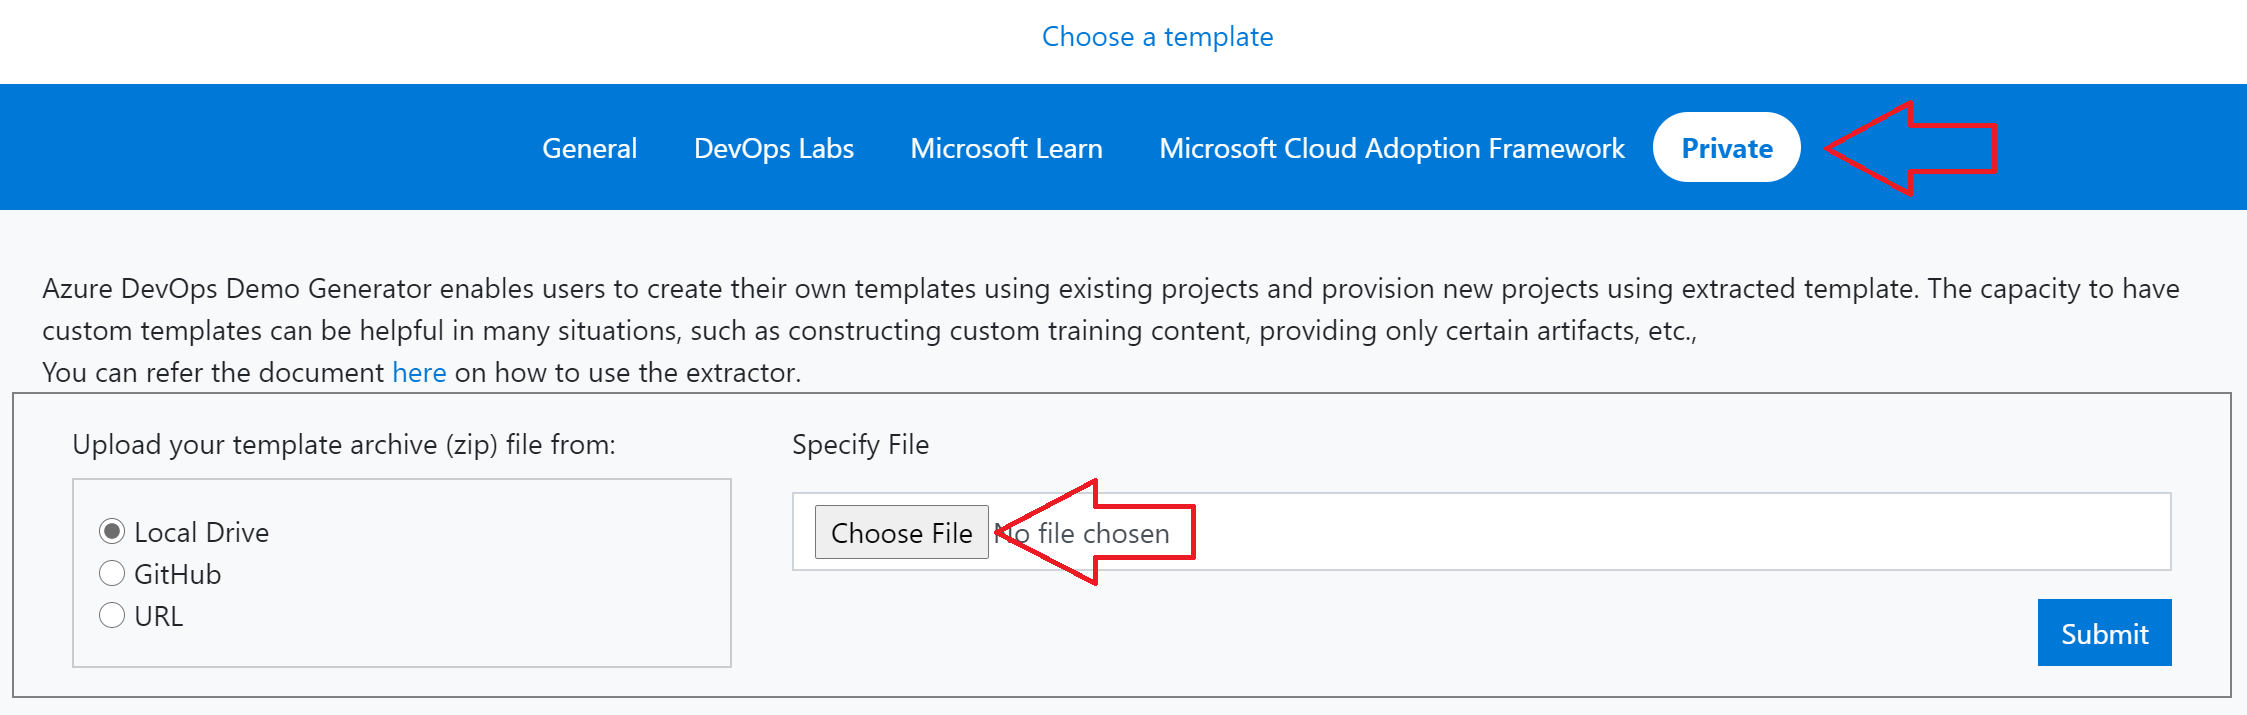 Choose a template
General DevOps Labs Microsoft Learn Microsoft Cloud Adoption Framework Private
Azure DevOps Demo Generator enables users to create their own templates using existing projects and provision new projects using extracted template. The capacity to have
custom templates can be helpful in many situations, such as constructing custom training content, providing only certain artifacts, etc.,
You can refer the document here on how to use the extractor.
Upload your template archive (zip) file from:
Local Drive
GitHub
URL
Specify File
Choose File No file chosen
Submit